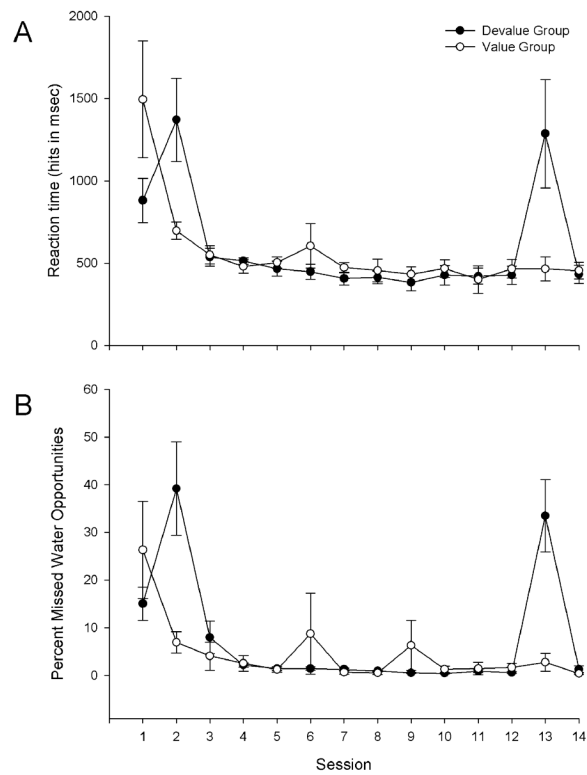 A
Reaction time (hits in msec)
2000
1500
1000
500
0
Devalue Group
Value Group
B
Percent Missed Water Opportunities
60
50
40
30
20
10
0
1 2 3 4 5 6 7 8 9 10 11 12 13 14
Session